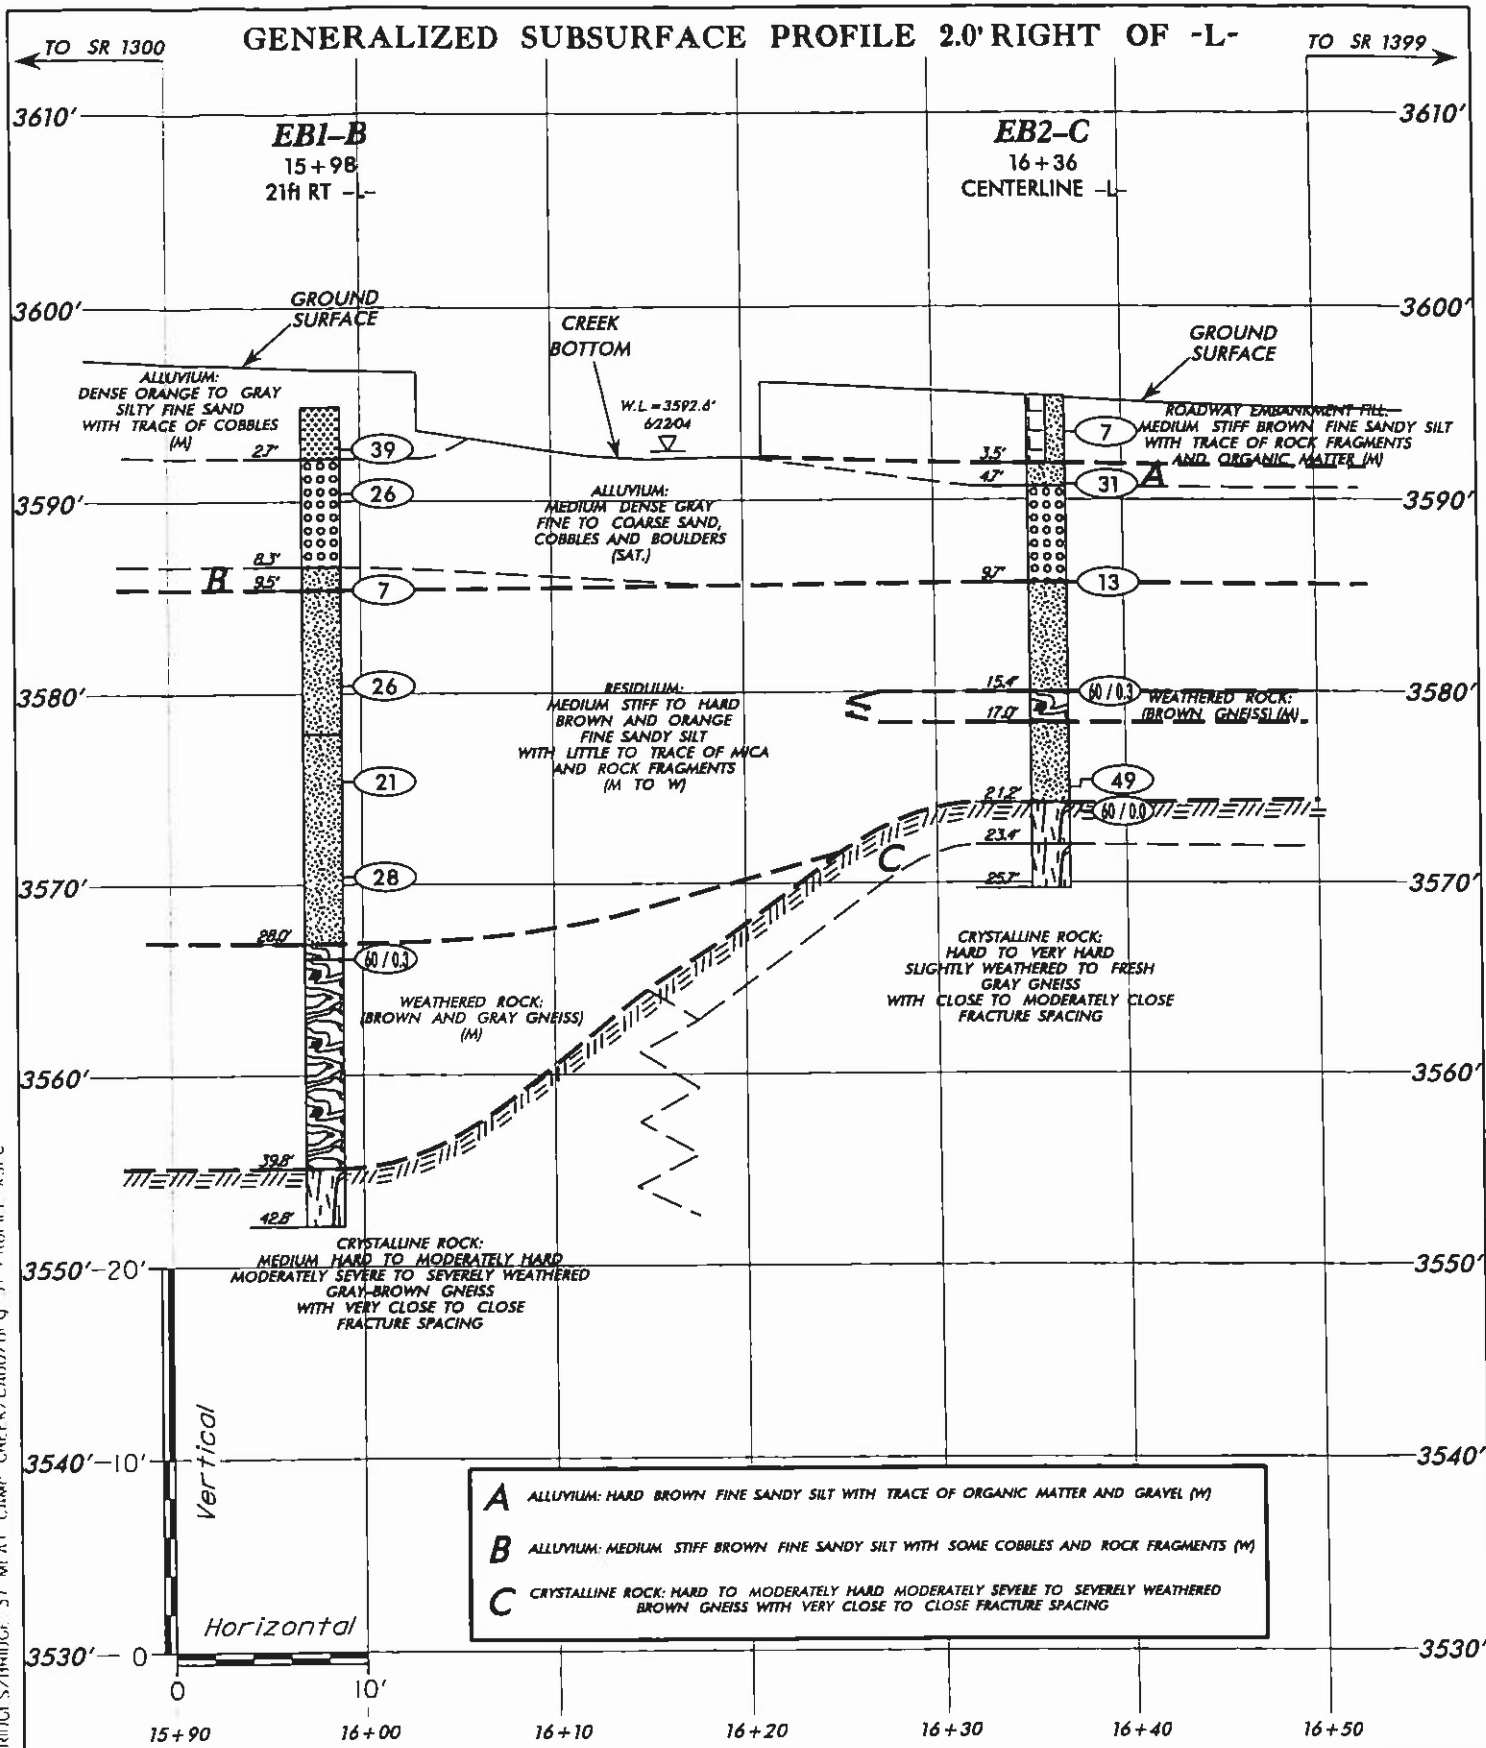 GENERALIZED SUBSURFACE PROFILE 2.0' RIGHT OF -L-
TO SR 1300
TO SR 1399
3610'
3610'
EB1-B
15+98
21ft RT -L-
EB2-C
16+36
CENTERLINE -L-
3600'
3600'
GROUND
SURFACE
CREEK
BOTTOM
GROUND
SURFACE
W.L.=3592.6'
6/22/04
ALLUVIUM:
DENSE ORANGE TO GRAY
SILTY FINE SAND
WITH TRACE OF COBBLES
(M)
ROADWAY EMBANKMENT FILL:
MEDIUM STIFF BROWN FINE SANDY SILT
WITH TRACE OF ROCK FRAGMENTS
AND ORGANIC MATTER (M)
2.7'
39
7
3.5'
4.7'
31
A
26
3590'
3590'
ALLUVIUM:
MEDIUM DENSE GRAY
FINE TO COARSE SAND,
COBBLES AND BOULDERS
(SAT.)
8.3'
B
9.5'
7
9.7'
13
3580'
3580'
26
RESIDUUM:
MEDIUM STIFF TO HARD
BROWN AND ORANGE
FINE SANDY SILT
WITH LITTLE TO TRACE OF MICA
AND ROCK FRAGMENTS
(M TO W)
15.4'
60/0.3
17.0'
WEATHERED ROCK:
(BROWN GNEISS) (M)
21
49
21.2'
60/0.0
23.4'
C
28
25.7'
3570'
3570'
28.0'
60/0.3
WEATHERED ROCK:
(BROWN AND GRAY GNEISS)
(M)
CRYSTALLINE ROCK:
HARD TO VERY HARD
SLIGHTLY WEATHERED TO FRESH
GRAY GNEISS
WITH CLOSE TO MODERATELY CLOSE
FRACTURE SPACING
3560'
3560'
39.8'
42.8'
CRYSTALLINE ROCK:
MEDIUM HARD TO MODERATELY HARD
MODERATELY SEVERE TO SEVERELY WEATHERED
GRAY-BROWN GNEISS
WITH VERY CLOSE TO CLOSE
FRACTURE SPACING
3550'
20'
3550'
Vertical
3540'
10'
3540'
A ALLUVIUM: HARD BROWN FINE SANDY SILT WITH TRACE OF ORGANIC MATTER AND GRAVEL (W)
B ALLUVIUM: MEDIUM STIFF BROWN FINE SANDY SILT WITH SOME COBBLES AND ROCK FRAGMENTS (W)
C CRYSTALLINE ROCK: HARD TO MODERATELY HARD MODERATELY SEVERE TO SEVERELY WEATHERED
BROWN GNEISS WITH VERY CLOSE TO CLOSE FRACTURE SPACING
Horizontal
3530'
0
3530'
0
10'
15+90
16+00
16+10
16+20
16+30
16+40
16+50